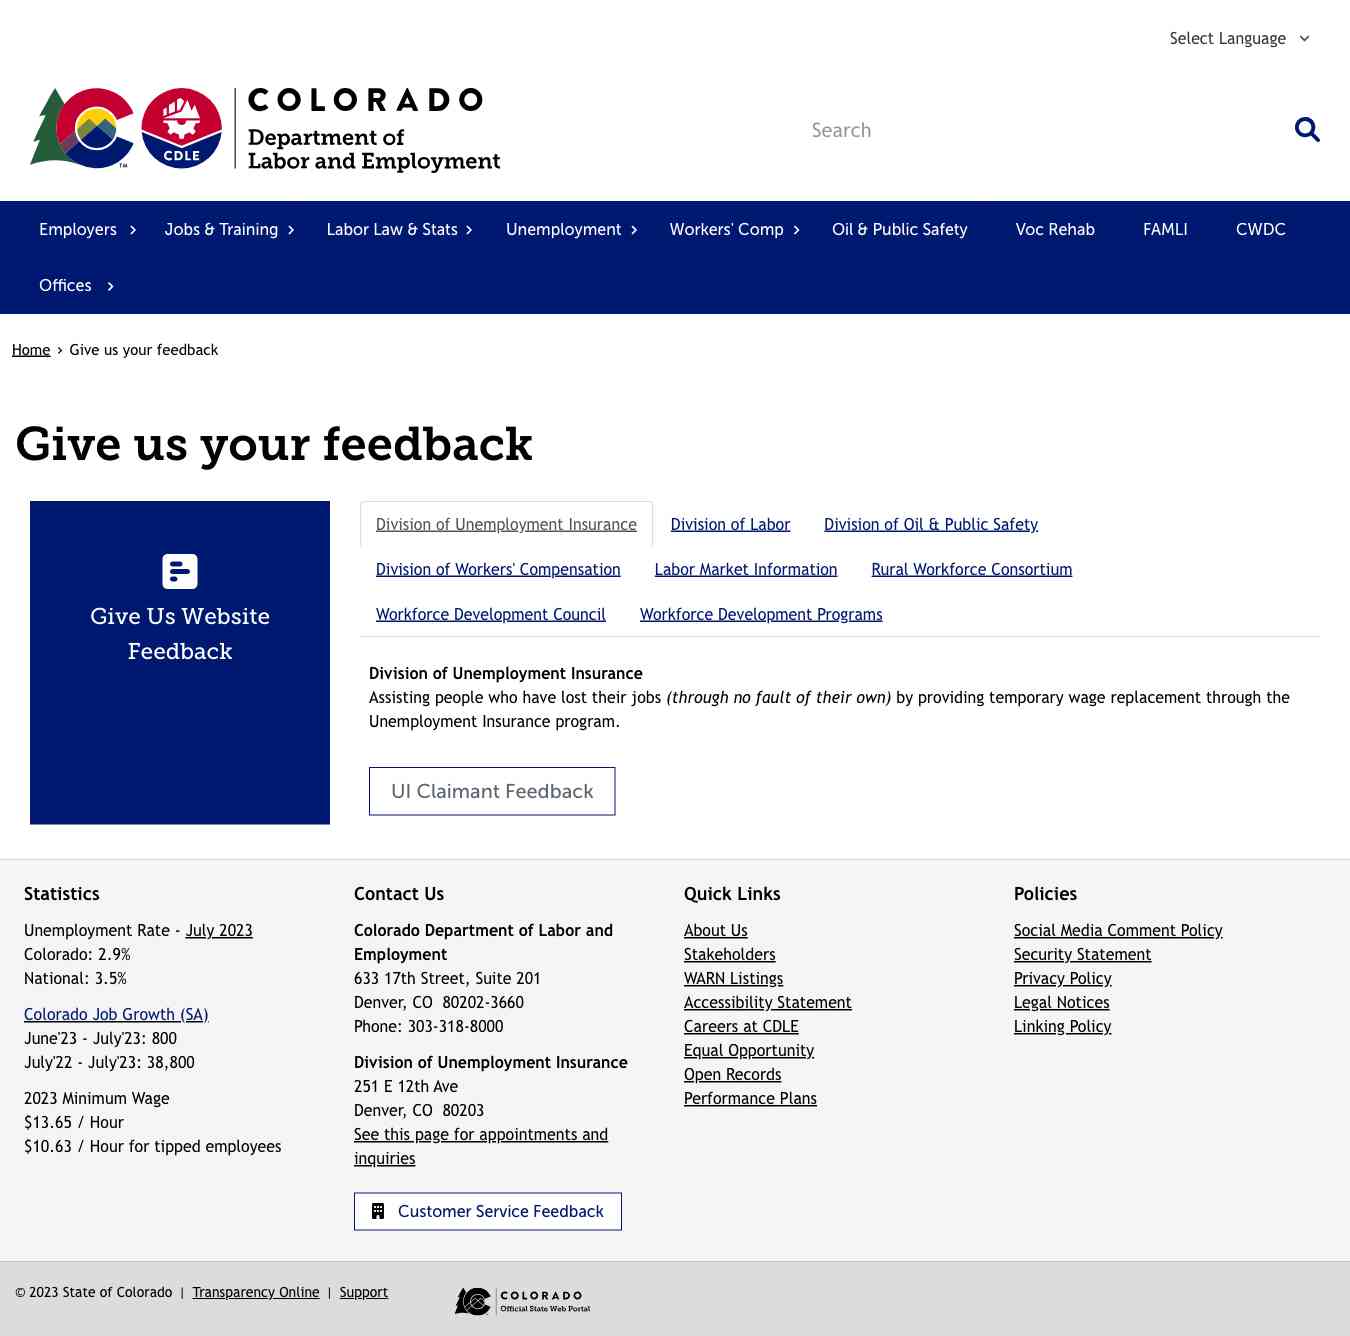 Select Language
COLORADO
Department of
Labor and Employment
CDLE
TM
Search
Employers
Jobs & Training
Labor Law & Stats
Unemployment
Workers' Comp
Oil & Public Safety
Voc Rehab
FAMLI
CWDC
Offices
Home › Give us your feedback
Give us your feedback
Give Us Website
Feedback
Division of Unemployment Insurance
Division of Labor
Division of Oil & Public Safety
Division of Workers' Compensation
Labor Market Information
Rural Workforce Consortium
Workforce Development Council
Workforce Development Programs
Division of Unemployment Insurance
Assisting people who have lost their jobs (through no fault of their own) by providing temporary wage replacement through the
Unemployment Insurance program.
UI Claimant Feedback
Statistics
Unemployment Rate - July 2023
Colorado: 2.9%
National: 3.5%
Colorado Job Growth (SA)
June'23 - July'23: 800
July'22 - July'23: 38,800
2023 Minimum Wage
$13.65 / Hour
$10.63 / Hour for tipped employees
Contact Us
Colorado Department of Labor and
Employment
633 17th Street, Suite 201
Denver, CO  80202-3660
Phone: 303-318-8000
Division of Unemployment Insurance
251 E 12th Ave
Denver, CO  80203
See this page for appointments and
inquiries
Customer Service Feedback
Quick Links
About Us
Stakeholders
WARN Listings
Accessibility Statement
Careers at CDLE
Equal Opportunity
Open Records
Performance Plans
Policies
Social Media Comment Policy
Security Statement
Privacy Policy
Legal Notices
Linking Policy
© 2023 State of Colorado | Transparency Online | Support
COLORADO
Official State Web Portal